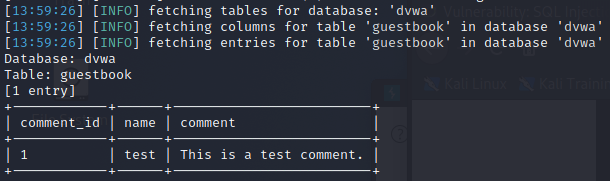 [13:59:26] [INFO] fetching tables for database: 'dvwa'
[13:59:26] [INFO] fetching columns for table 'guestbook' in database 'dvwa'
[13:59:26] [INFO] fetching entries for table 'guestbook' in database 'dvwa'
Database: dvwa
Table: guestbook
[1 entry]
+------------+------+-------------------------+
| comment_id | name | comment                 |
+------------+------+-------------------------+
| 1          | test | This is a test comment. |
+------------+------+-------------------------+
Kali Linux